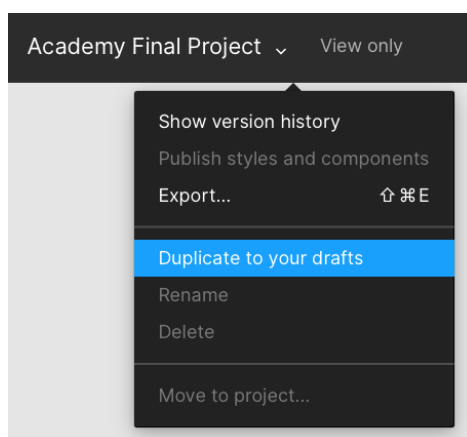 Academy Final Project View only
Show version history
Publish styles and components
Export... ⇧⌘E
Duplicate to your drafts
Rename
Delete
Move to project...